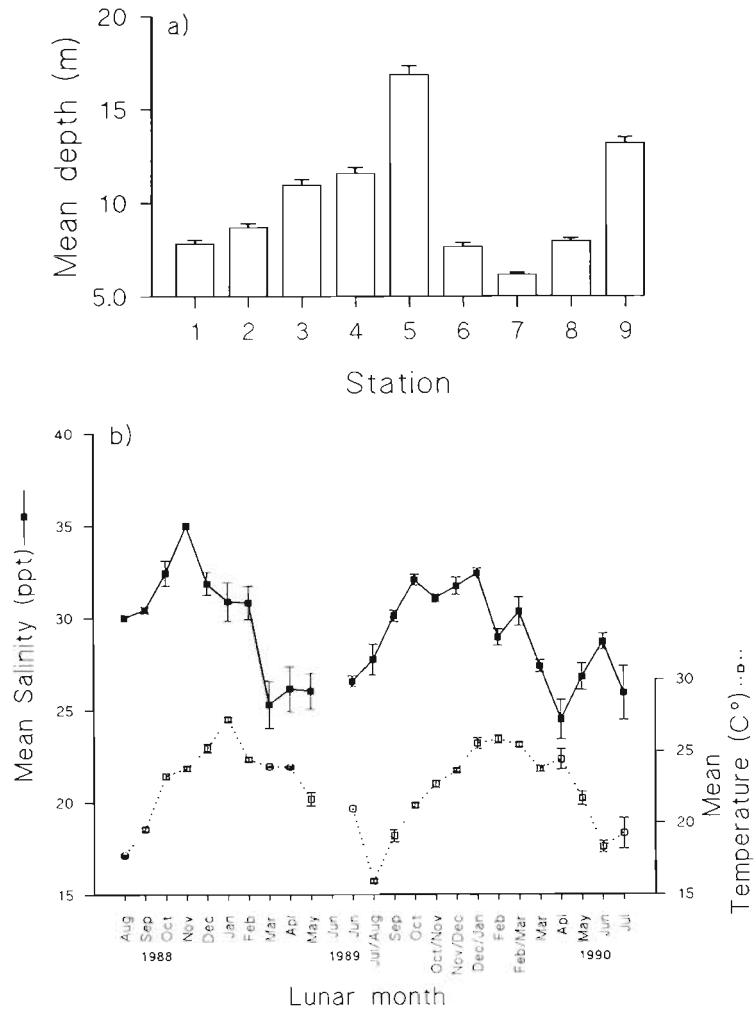 a)
Mean depth (m)
20
15
10
5.0
1 2 3 4 5 6 7 8 9
Station
b)
Mean Salinity (ppt)
40
35
30
25
20
15
Mean
Temperature (C°)
30
25
20
15
Aug Sep Oct Nov Dec Jan Feb Mar Apr May Jun Jun Jul/Aug Sep Oct Oct/Nov Nov/Dec Dec/Jan Feb Feb/Mar Mar Apr May Jun Jul
1988 1989 1990
Lunar month